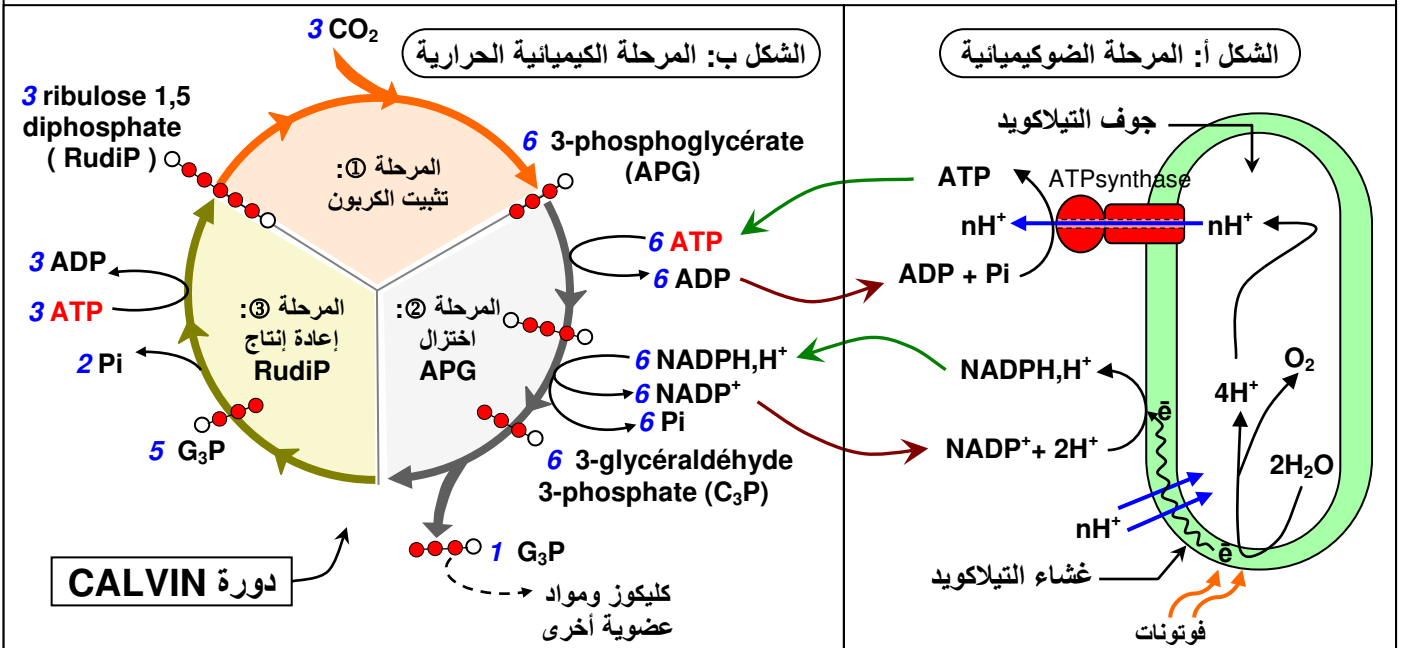 الشكل أ: المرحلة الضوكيميائية
جوف التيلاكويد
ATP
ATPsynthase
nH⁺
nH⁺
ADP + Pi
NADPH,H⁺
O₂
4H⁺
ē
NADP⁺+ 2H⁺
2H₂O
nH⁺
ē
غشاء التيلاكويد
فوتونات
الشكل ب: المرحلة الكيميائية الحرارية
3 CO₂
3 ribulose 1,5
diphosphate
( RudiP )
6 3-phosphoglycérate
(APG)
المرحلة ①:
تثبيت الكربون
6 ATP
6 ADP
3 ADP
3 ATP
2 Pi
المرحلة ②:
اختزال
APG
المرحلة ③:
إعادة إنتاج
RudiP
6 NADPH,H⁺
6 NADP⁺
6 Pi
5 G₃P
6 3-glycéraldéhyde
3-phosphate (C₃P)
1 G₃P
دورة CALVIN
كليكوز ومواد
عضوية أخرى